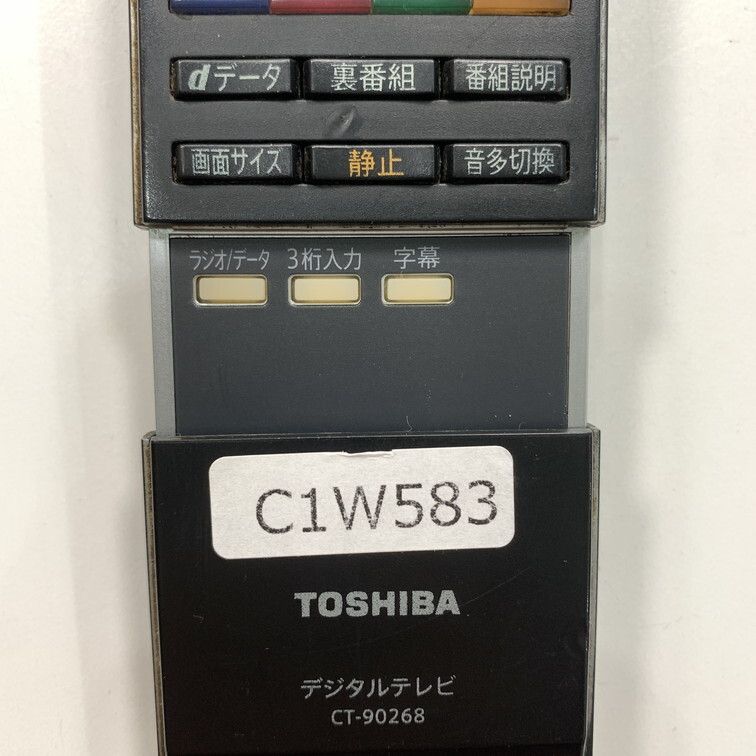 dデータ 裏番組 番組説明
画面サイズ 静止 音多切換
ラジオ/データ 3桁入力 字幕
C1W583
TOSHIBA
デジタルテレビ
CT-90268